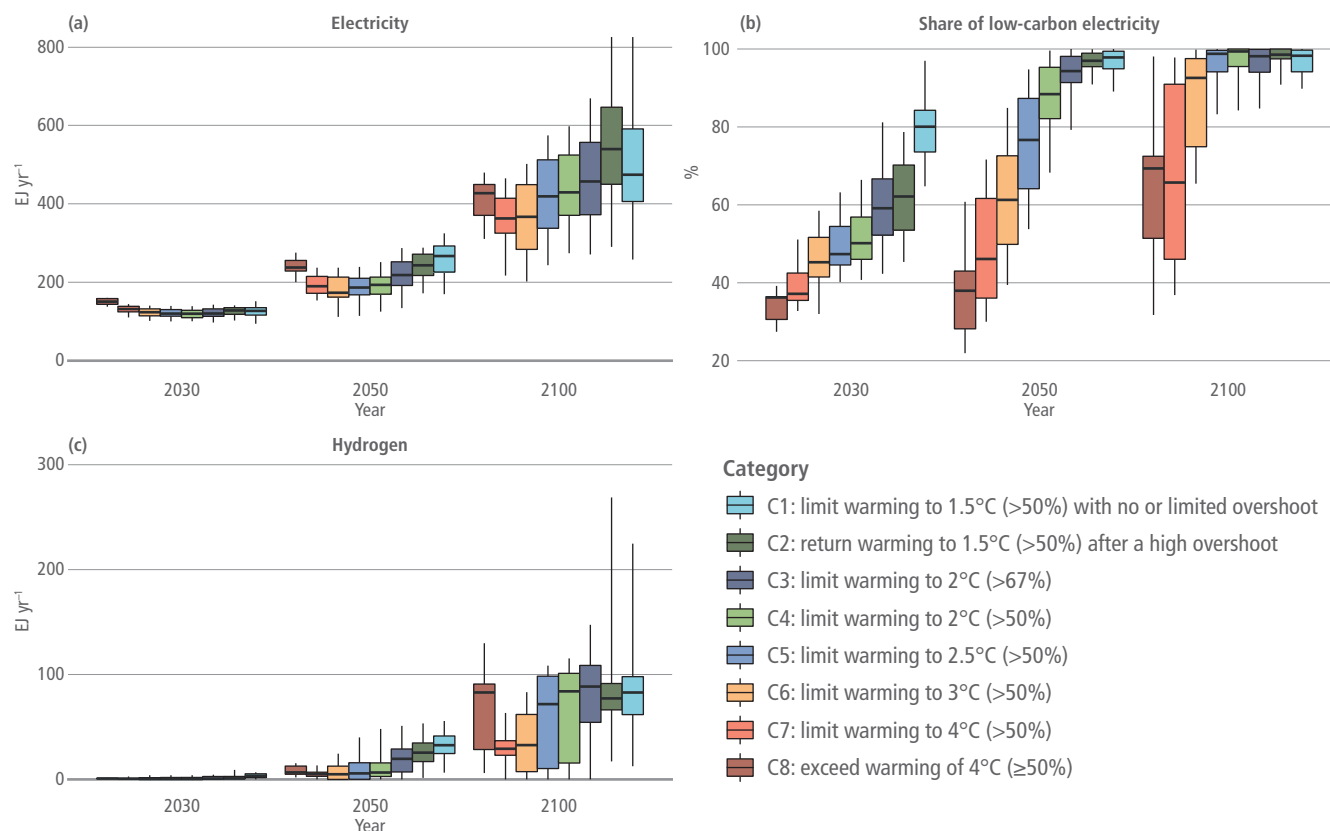 (a) Electricity
800
600
400
200
0
EJ yr⁻¹
2030 2050 2100
Year
(b) Share of low-carbon electricity
100
80
60
40
20
%
2030 2050 2100
Year
(c) Hydrogen
300
200
100
0
EJ yr⁻¹
2030 2050 2100
Year
Category
C1: limit warming to 1.5°C (>50%) with no or limited overshoot
C2: return warming to 1.5°C (>50%) after a high overshoot
C3: limit warming to 2°C (>67%)
C4: limit warming to 2°C (>50%)
C5: limit warming to 2.5°C (>50%)
C6: limit warming to 3°C (>50%)
C7: limit warming to 4°C (>50%)
C8: exceed warming of 4°C (≥50%)